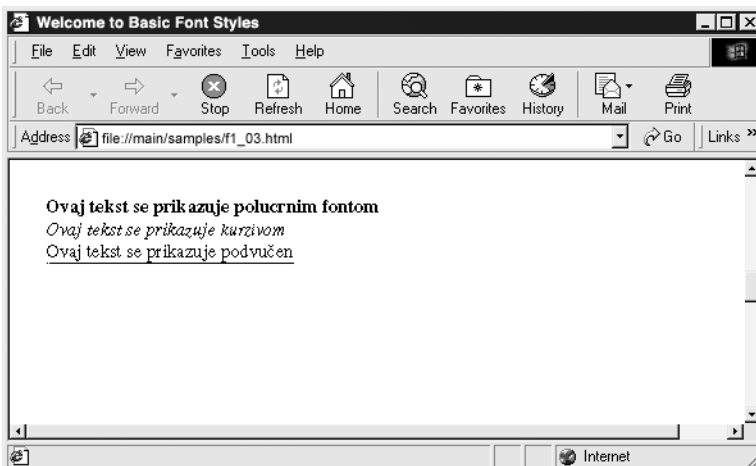 Welcome to Basic Font Styles
File Edit View Favorites Tools Help
Back Forward Stop Refresh Home Search Favorites History Mail Print
Address file://main/samples/f1_03.html Go Links »
Ovaj tekst se prikazuje polucrnim fontom
Ovaj tekst se prikazuje kurzivom
Ovaj tekst se prikazuje podvučen
Internet